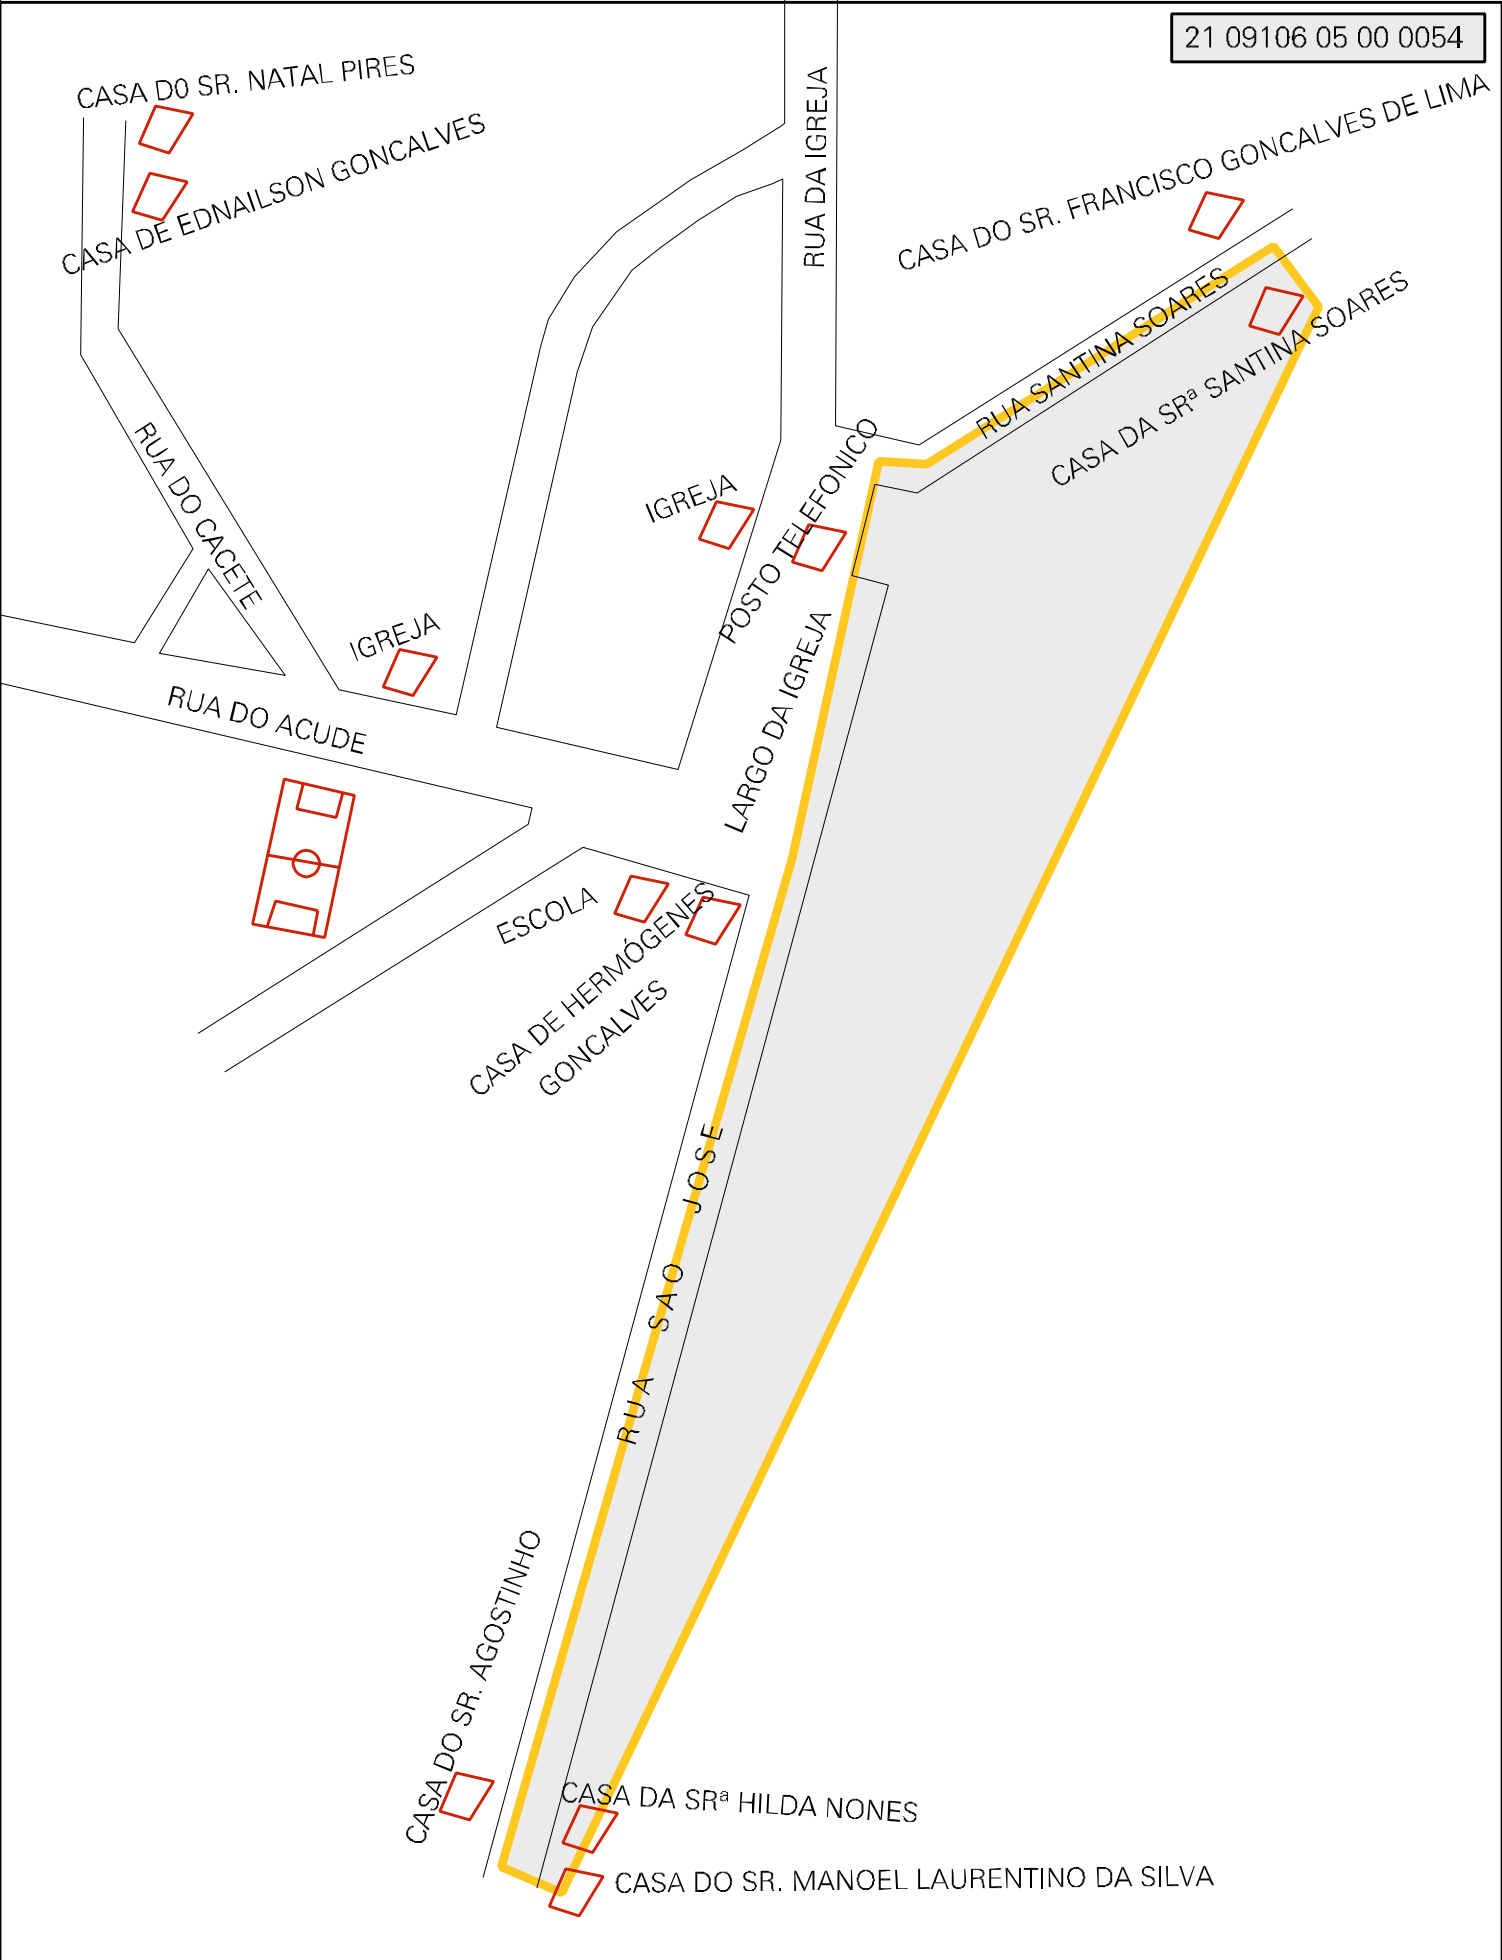 21 09106 05 00 0054
CASA D0 SR. NATAL PIRES
CASA DE EDNAILSON GONCALVES
RUA DA IGREJA
CASA DO SR. FRANCISCO GONCALVES DE LIMA
RUA SANTINA SOARES
CASA DA SRª SANTINA SOARES
RUA DO CACETE
IGREJA
POSTO TELEFONICO
IGREJA
LARGO DA IGREJA
RUA DO ACUDE
ESCOLA
CASA DE HERMÓGENES
GONCALVES
RUA SAO JOSE
CASA DO SR. AGOSTINHO
CASA DA SRª HILDA NONES
CASA DO SR. MANOEL LAURENTINO DA SILVA